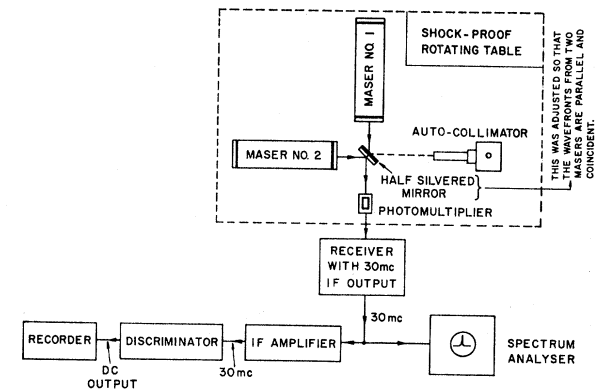 SHOCK-PROOF
ROTATING TABLE
MASER NO. 1
THIS WAS ADJUSTED SO THAT
THE WAVEFRONTS FROM TWO
MASERS ARE PARALLEL AND
COINCIDENT.
AUTO-COLLIMATOR
MASER NO. 2
HALF SILVERED
MIRROR
PHOTOMULTIPLIER
RECEIVER
WITH 30mc
IF OUTPUT
30mc
RECORDER
DISCRIMINATOR
IF AMPLIFIER
SPECTRUM
ANALYSER
DC
OUTPUT
30mc